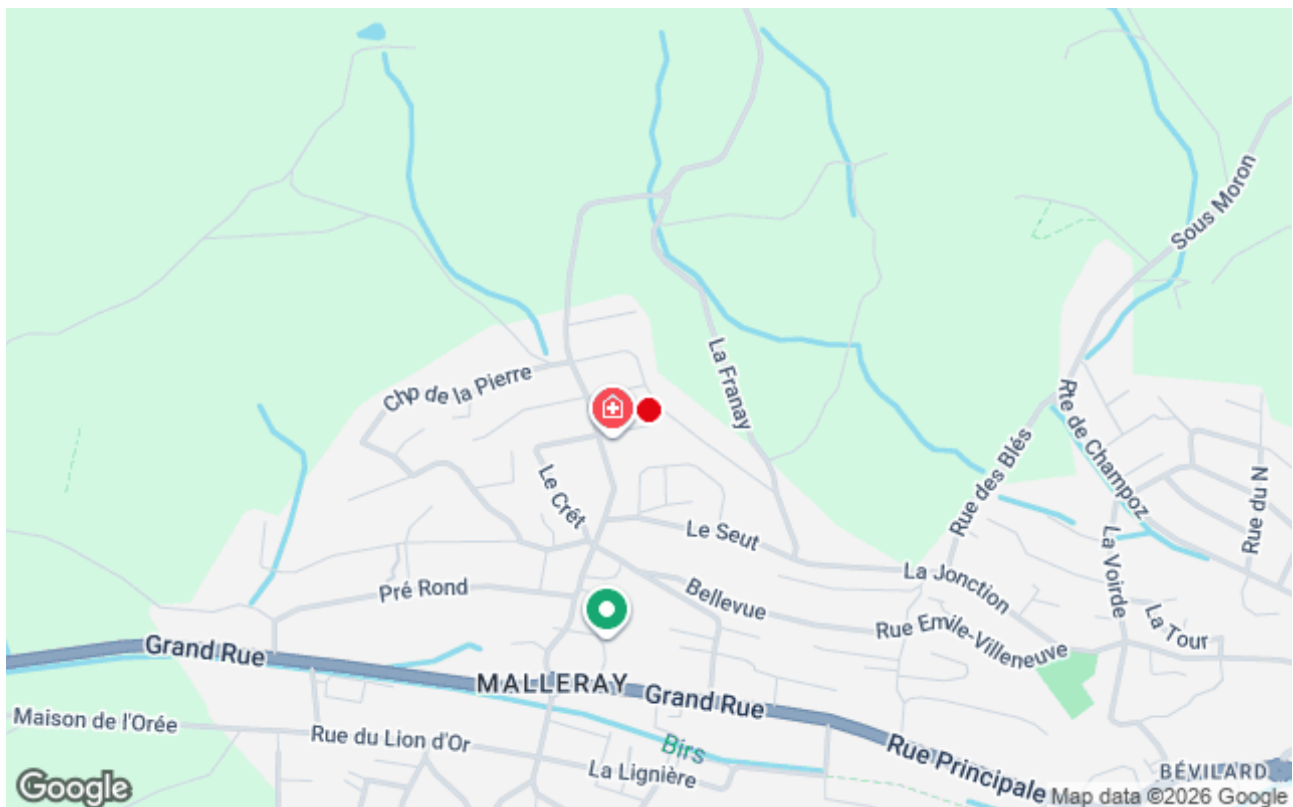 Sous Moron
La Franay
Chp de la Pierre
Rte de Champoz
Rue des Blés
Rue du N
Le Crêt
Le Seut
La Voirde
La Jonction
Pré Rond
Bellevue
Rue Emile-Villeneuve
La Tour
Grand Rue
MALLERAY
Grand Rue
Maison de l'Orée
Rue du Lion d'Or
Birs
Rue Principale
La Lignière
BÉVILARD
Google
Map data ©2026 Google